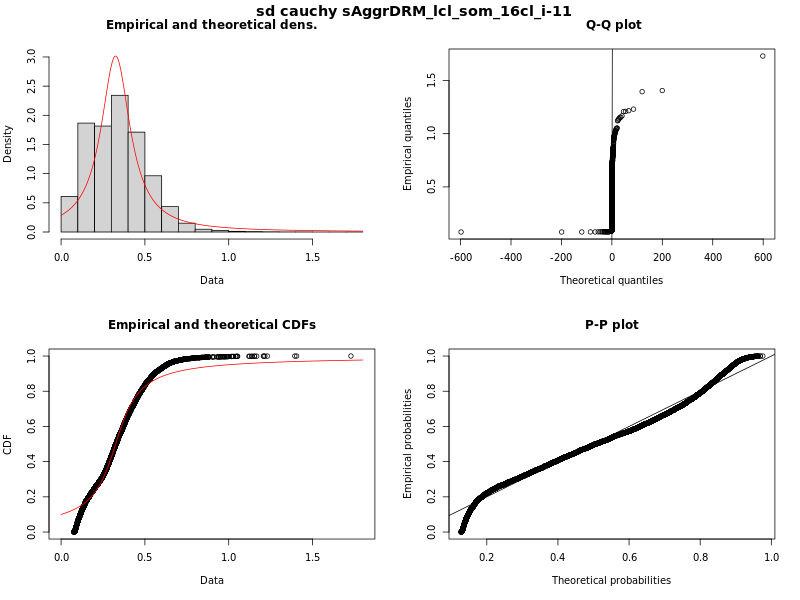 sd cauchy sAggrDRM_lcl_som_16cl_i-11
Empirical and theoretical dens.
Density
0.0 0.5 1.0 1.5 2.0 2.5 3.0
0.0 0.5 1.0 1.5
Data
Q-Q plot
Empirical quantiles
0.5 1.0 1.5
-600 -400 -200 0 200 400 600
Theoretical quantiles
Empirical and theoretical CDFs
CDF
0.0 0.2 0.4 0.6 0.8 1.0
0.0 0.5 1.0 1.5
Data
P-P plot
Empirical probabilities
0.0 0.2 0.4 0.6 0.8 1.0
0.2 0.4 0.6 0.8 1.0
Theoretical probabilities